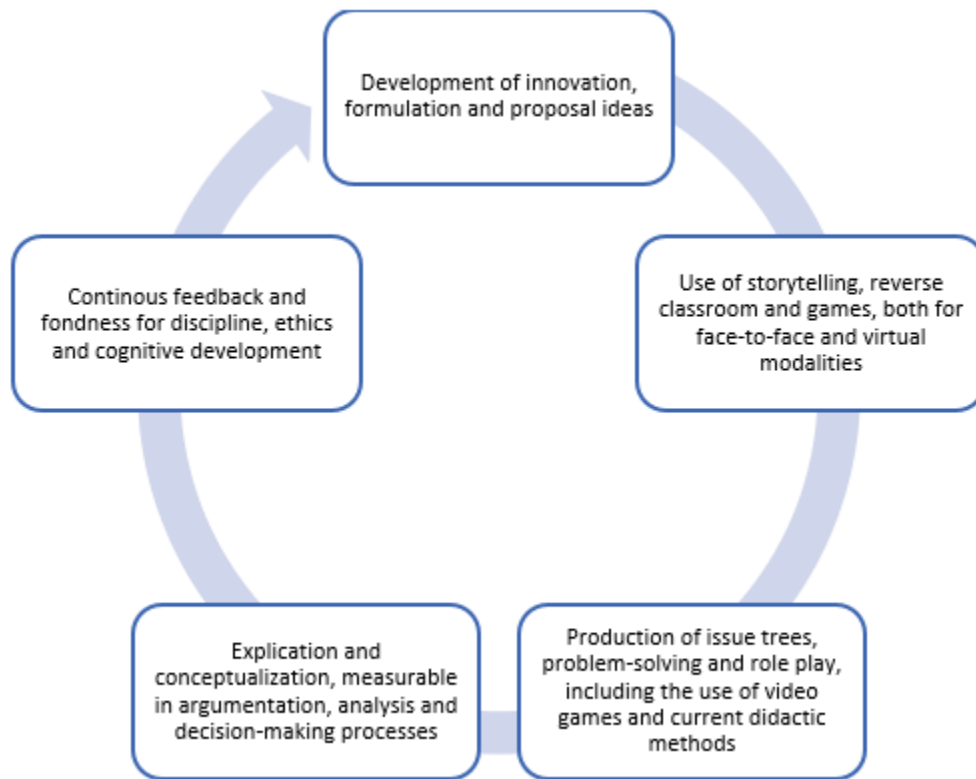 Development of innovation,
formulation and proposal ideas
Use of storytelling, reverse
classroom and games, both for
face-to-face and virtual
modalities
Production of issue trees,
problem-solving and role play,
including the use of video
games and current didactic
methods
Explication and
conceptualization, measurable
in argumentation, analysis and
decision-making processes
Continous feedback and
fondness for discipline, ethics
and cognitive development